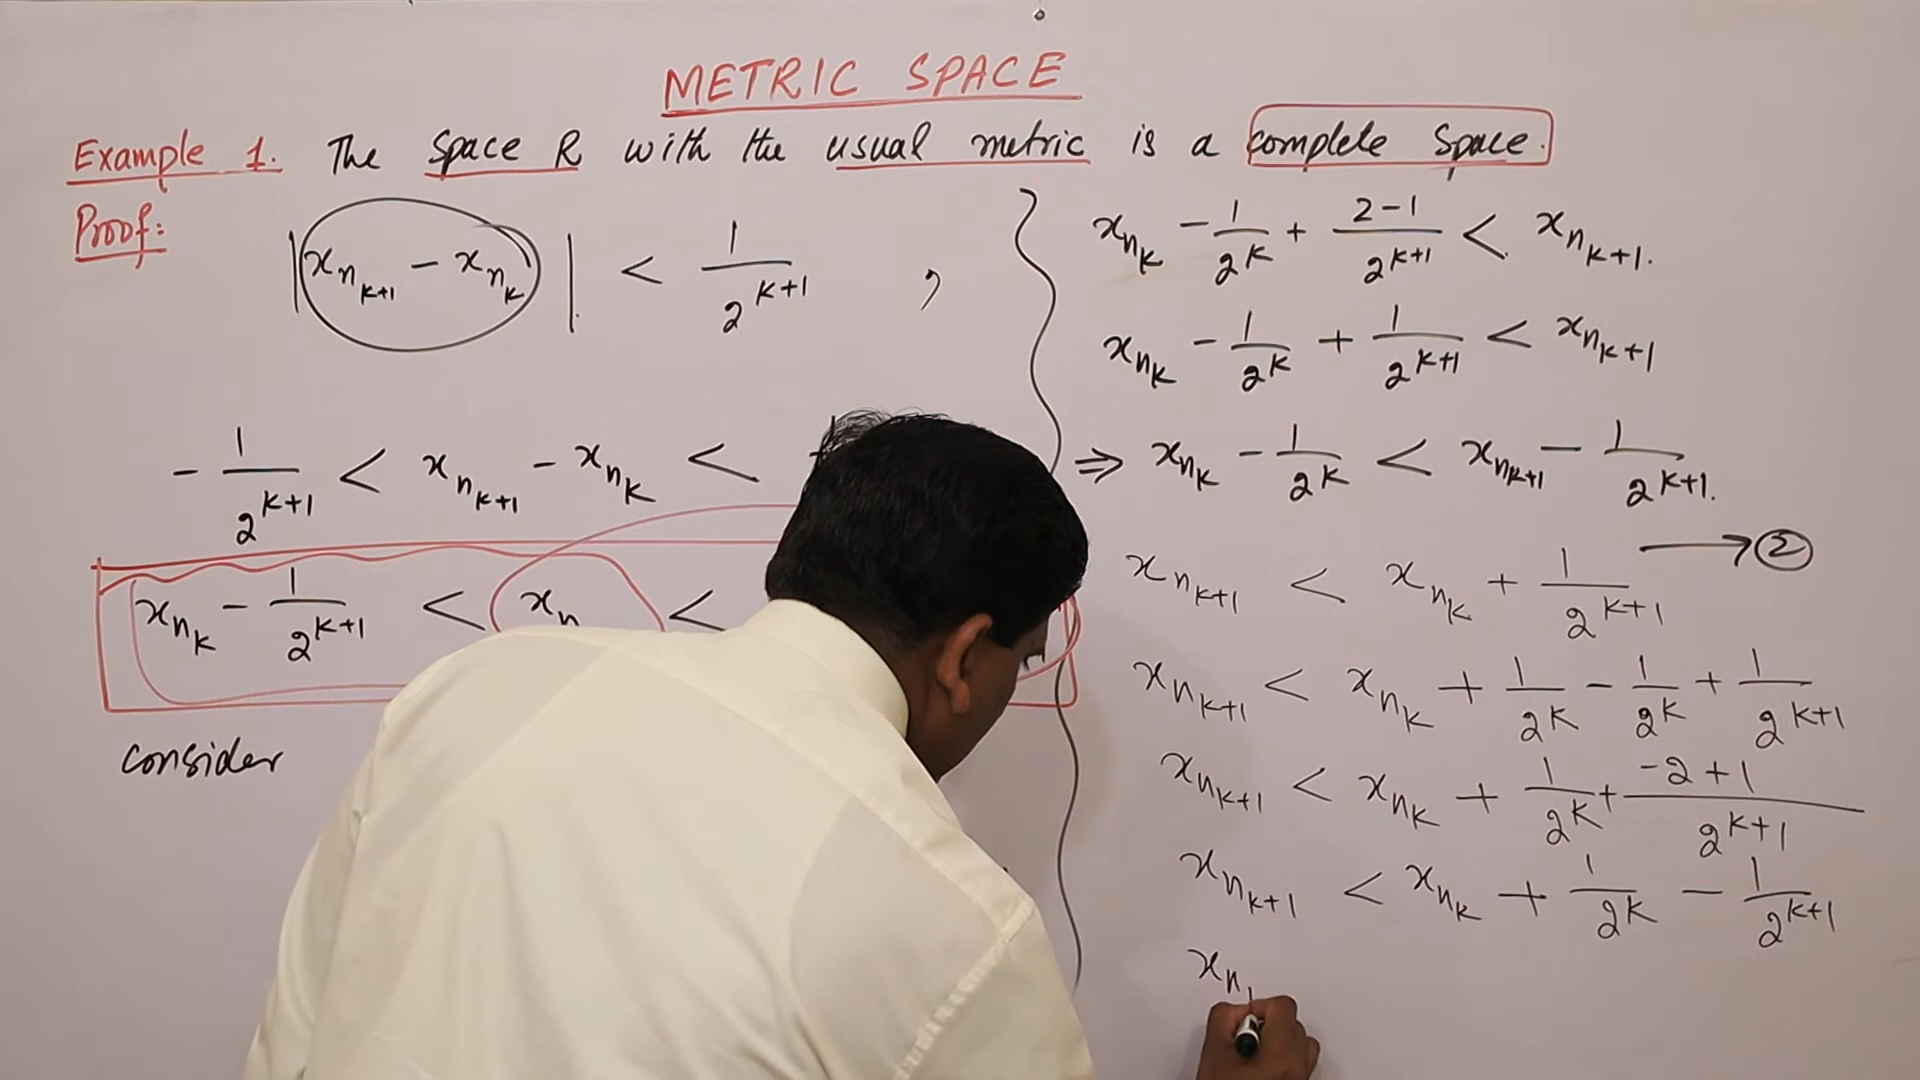 METRIC SPACE
Example 1. The space R with the usual metric is a complete space.
Proof:
|x_{n_{k+1}} - x_{n_k}| < 1/2^{k+1} ,
-1/2^{k+1} < x_{n_{k+1}} - x_{n_k} <
x_{n_k} - 1/2^{k+1} < x_n <
consider
x_{n_k} - 1/2^k + (2-1)/2^{k+1} < x_{n_{k+1}}.
x_{n_k} - 1/2^k + 1/2^{k+1} < x_{n_{k+1}}
⇒ x_{n_k} - 1/2^k < x_{n_{k+1}} - 1/2^{k+1}.
→ ②
x_{n_{k+1}} < x_{n_k} + 1/2^{k+1}
x_{n_{k+1}} < x_{n_k} + 1/2^k - 1/2^k + 1/2^{k+1}
x_{n_{k+1}} < x_{n_k} + 1/2^k + (-2+1)/2^{k+1}
x_{n_{k+1}} < x_{n_k} + 1/2^k - 1/2^{k+1}
x_n